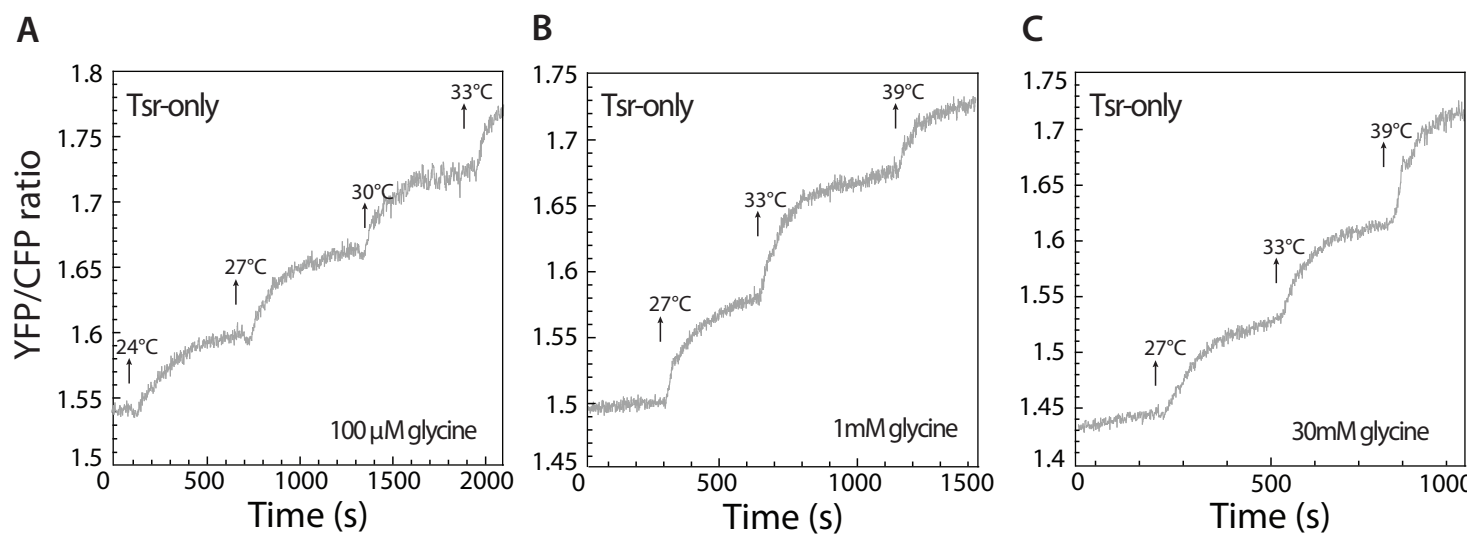 A
YFP/CFP ratio
1.8
1.75
1.7
1.65
1.6
1.55
1.5
Tsr-only
24°C
27°C
30°C
33°C
100 μM glycine
0 500 1000 1500 2000
Time (s)
B
1.75
1.7
1.65
1.6
1.55
1.5
1.45
Tsr-only
27°C
33°C
39°C
1mM glycine
0 500 1000 1500
Time (s)
C
1.75
1.7
1.65
1.6
1.55
1.5
1.45
1.4
Tsr-only
27°C
33°C
39°C
30mM glycine
0 500 1000
Time (s)